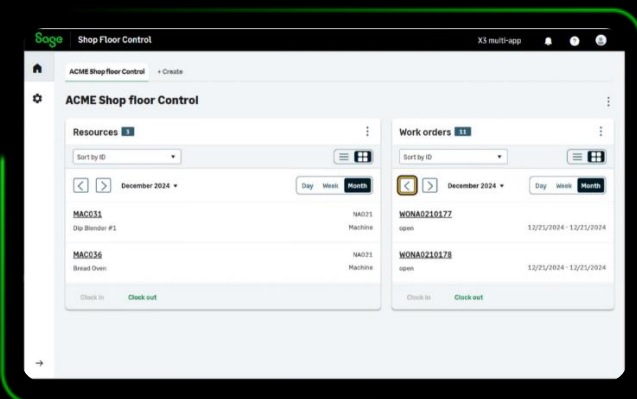 Sage Shop Floor Control X3 multi-app
ACME Shop floor Control + Create
ACME Shop floor Control
Resources
Sort by ID
December 2024
Day Week Month
MAC031 NA021
Dip Blender #1 Machine
MAC036 NA021
Bread Oven Machine
Clock in Clock out
Work orders 11
Sort by ID
December 2024
Day Week Month
WONA0210177
open 12/21/2024 - 12/21/2024
WONA0210178
open 12/21/2024 - 12/21/2024
Clock in Clock out